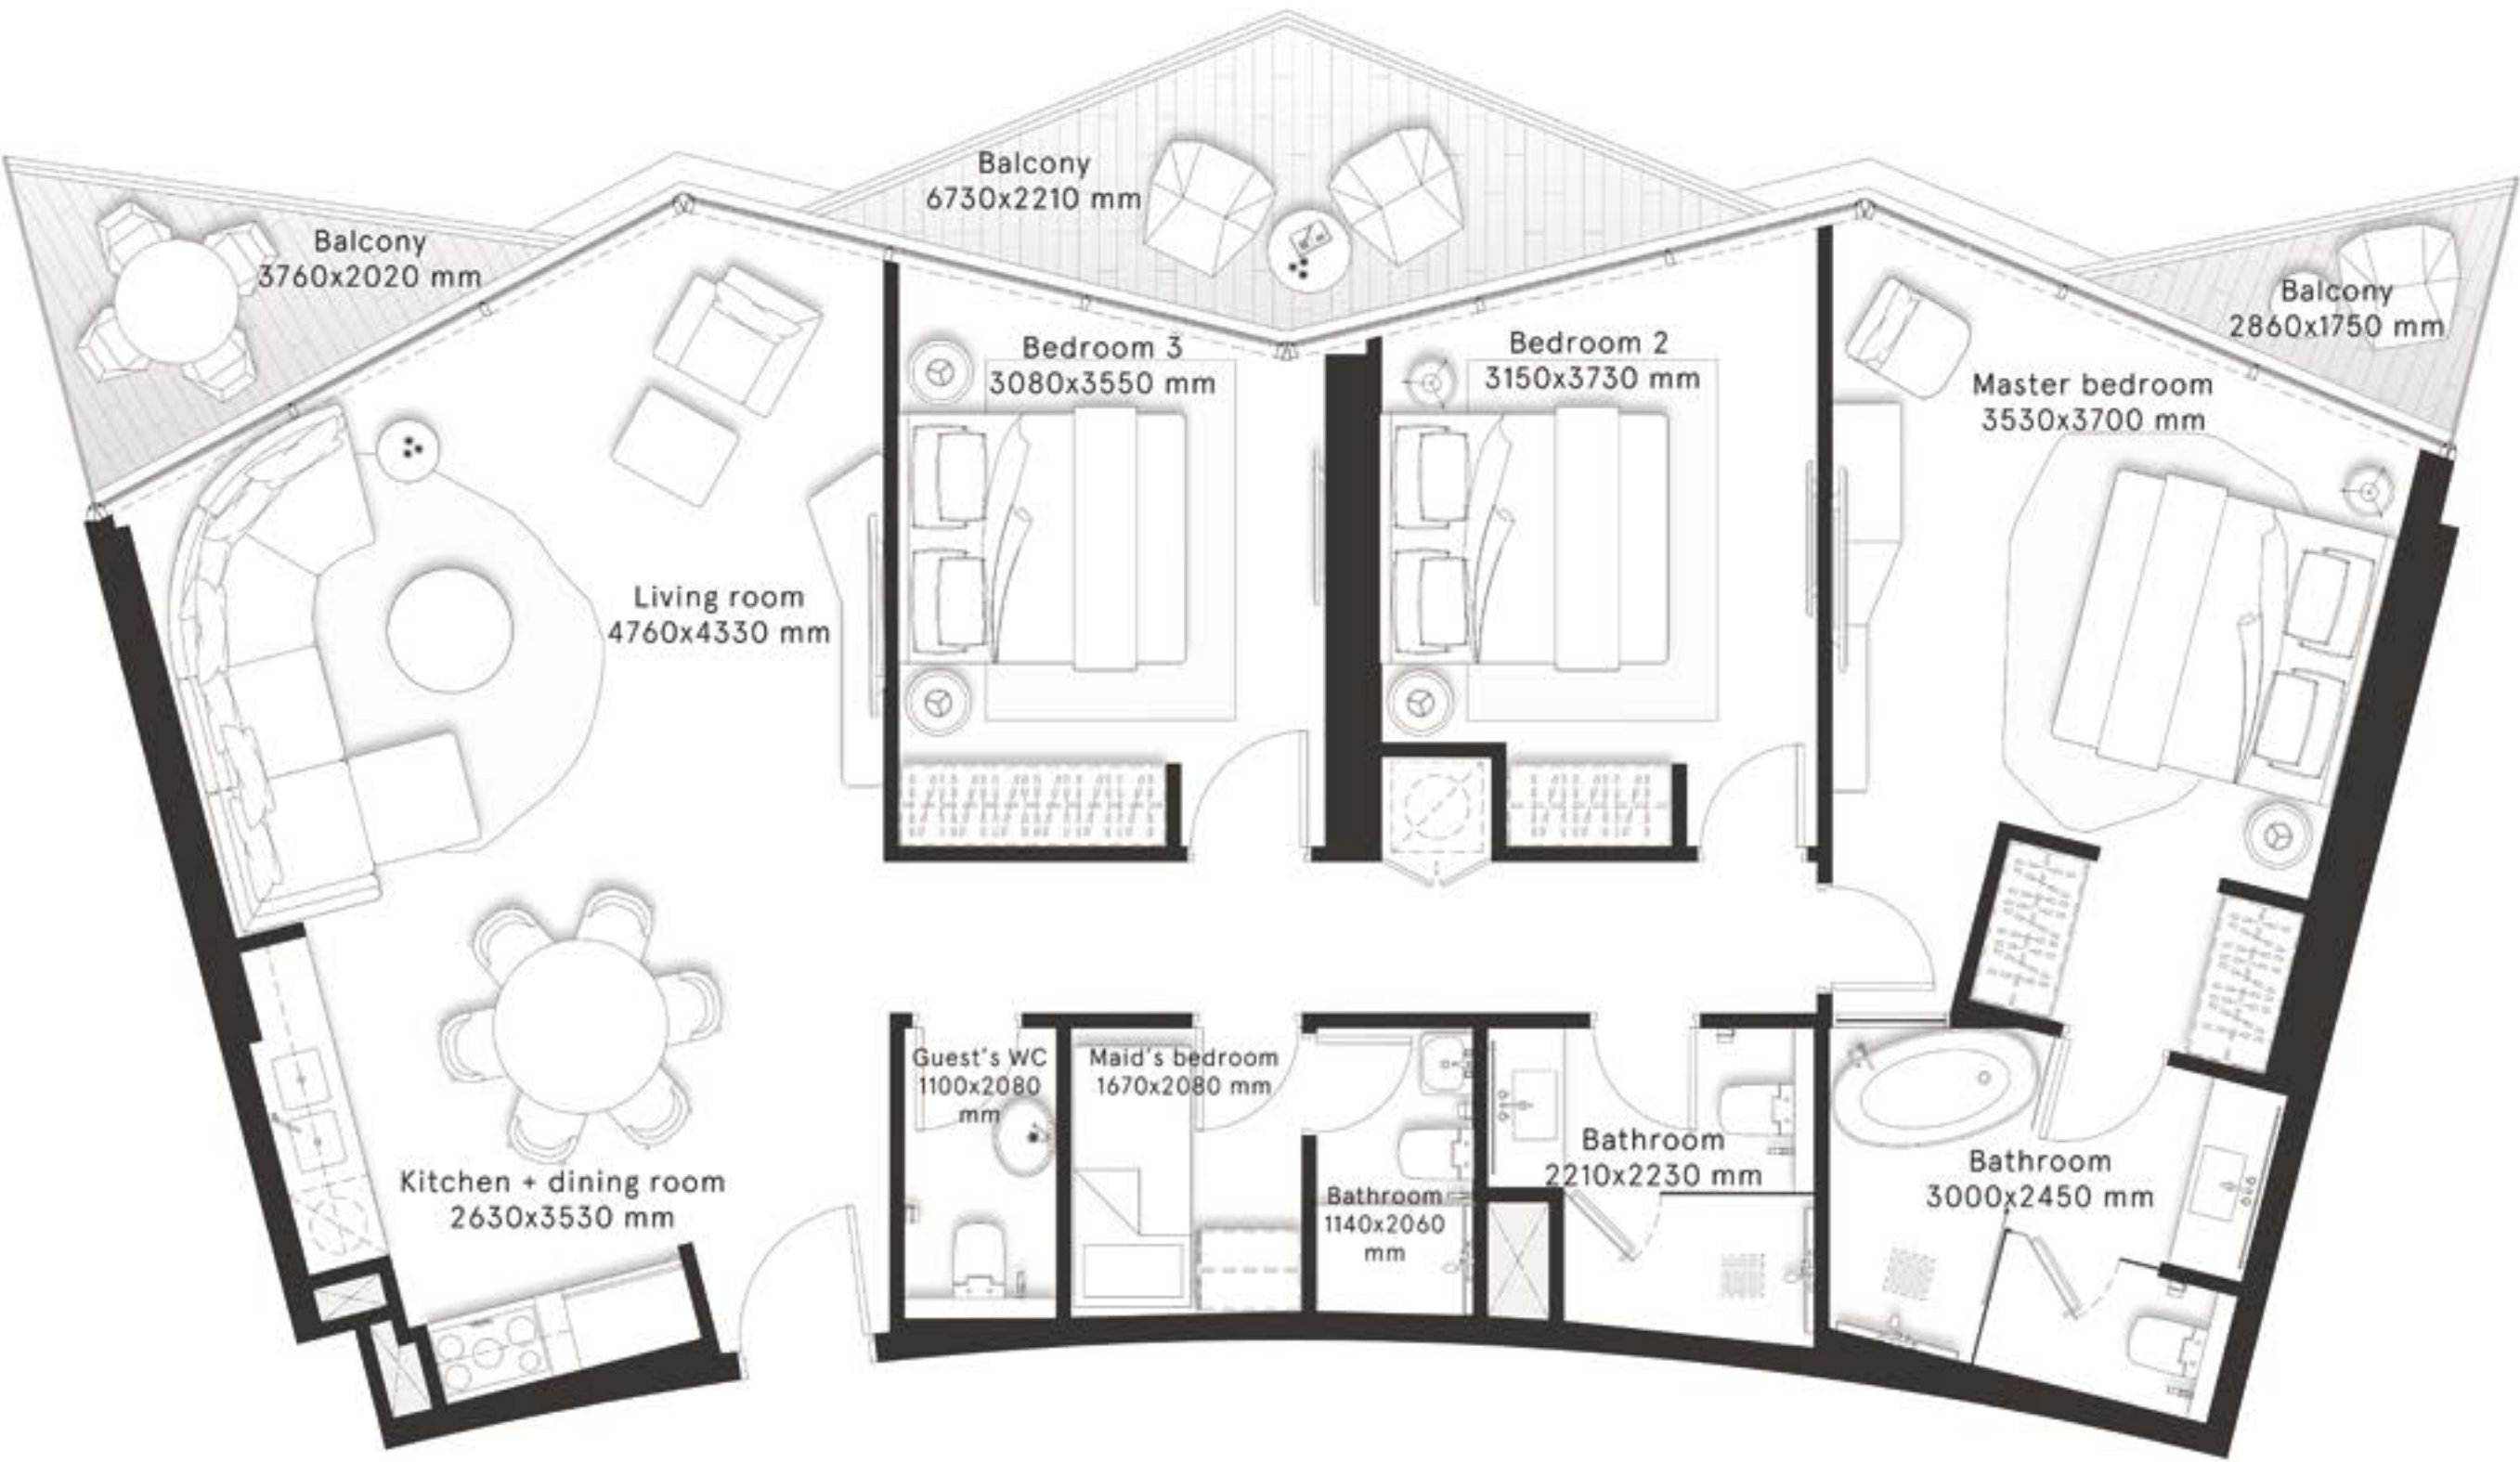 Balcony
6730x2210 mm
Balcony
3760x2020 mm
Balcony
2860x1750 mm
Bedroom 3
3080x3550 mm
Bedroom 2
3150x3730 mm
Master bedroom
3530x3700 mm
Living room
4760x4330 mm
Guest's WC
1100x2080
mm
Maid's bedroom
1670x2080 mm
Bathroom
2210x2230 mm
Bathroom
3000x2450 mm
Kitchen + dining room
2630x3530 mm
Bathroom
1140x2060
mm